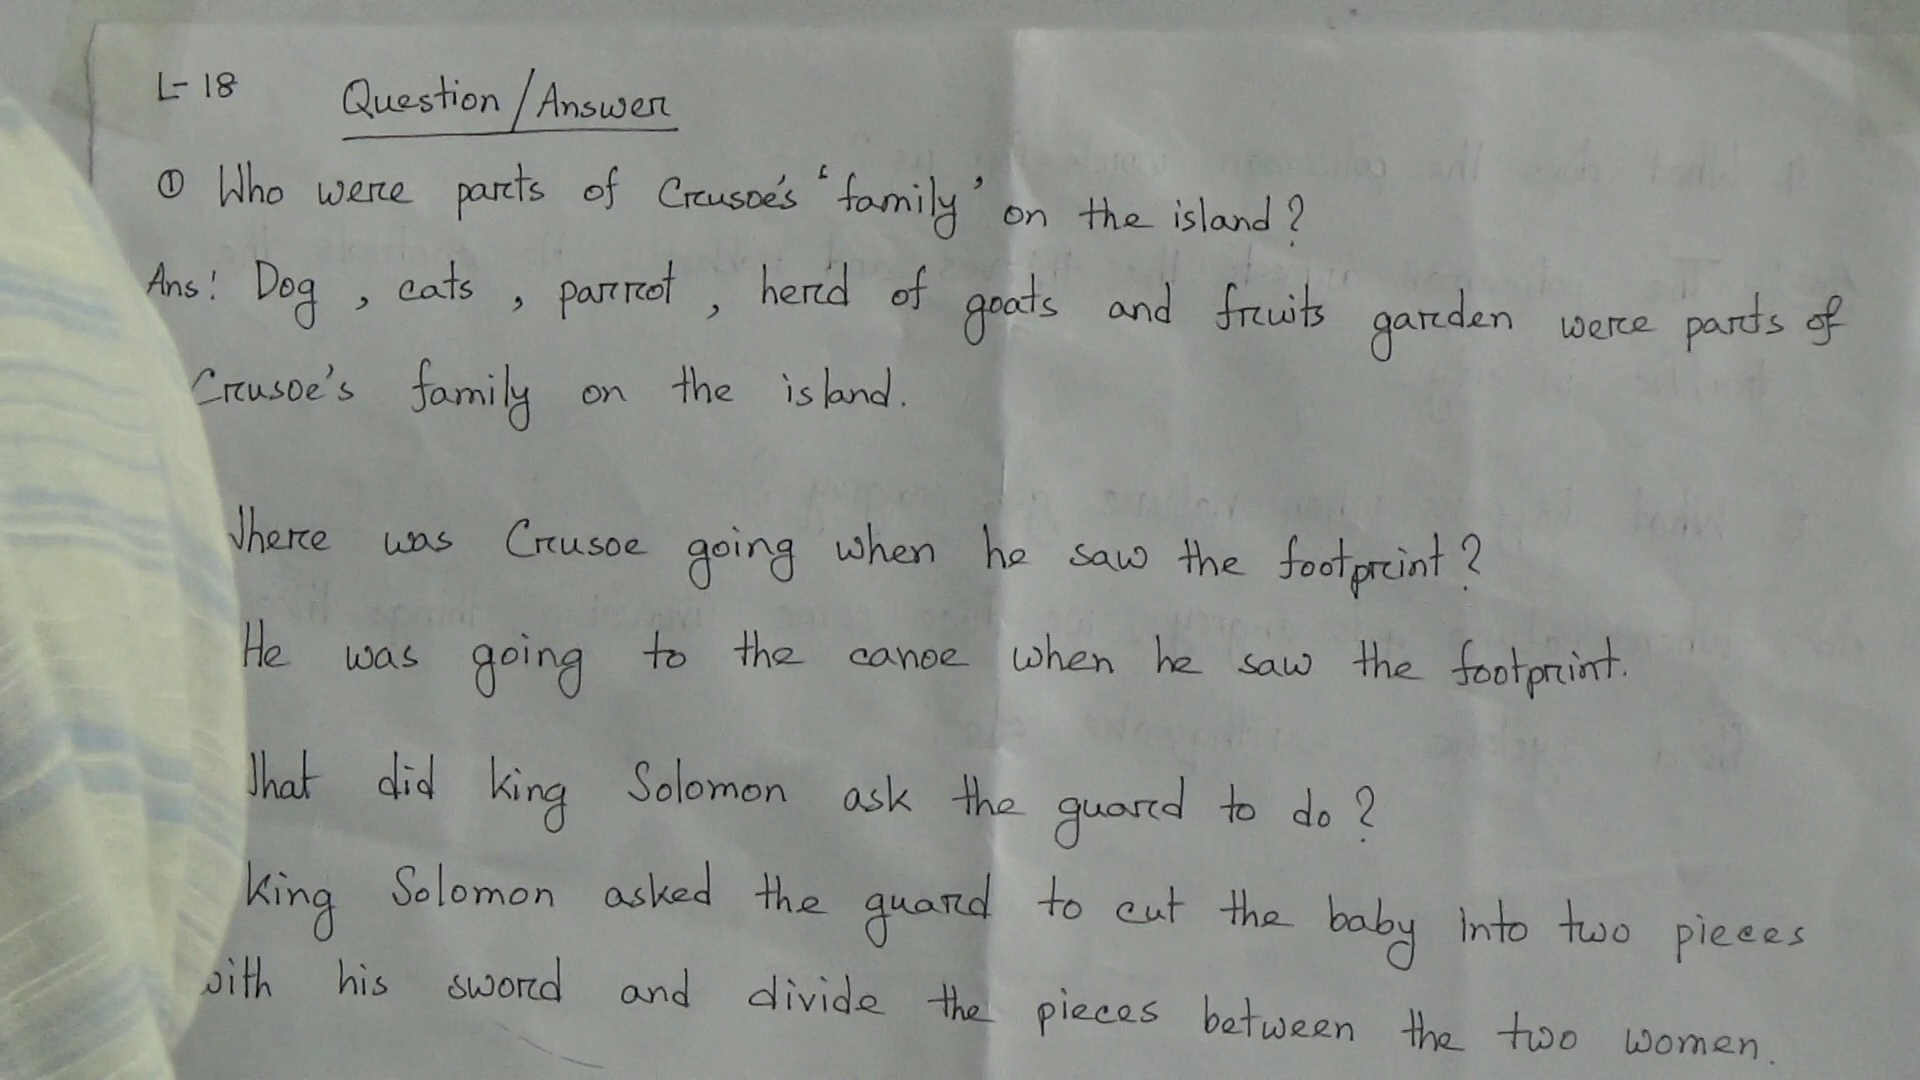 L-18 Question/Answer
① Who were parts of Crusoe's 'family' on the island?
Ans: Dog, cats, parrot, herd of goats and fruits garden were parts of
Crusoe's family on the island.
here was Crusoe going when he saw the footprint?
He was going to the canoe when he saw the footprint.
hat did king Solomon ask the guard to do?
King Solomon asked the guard to cut the baby into two pieces
with his sword and divide the pieces between the two women.